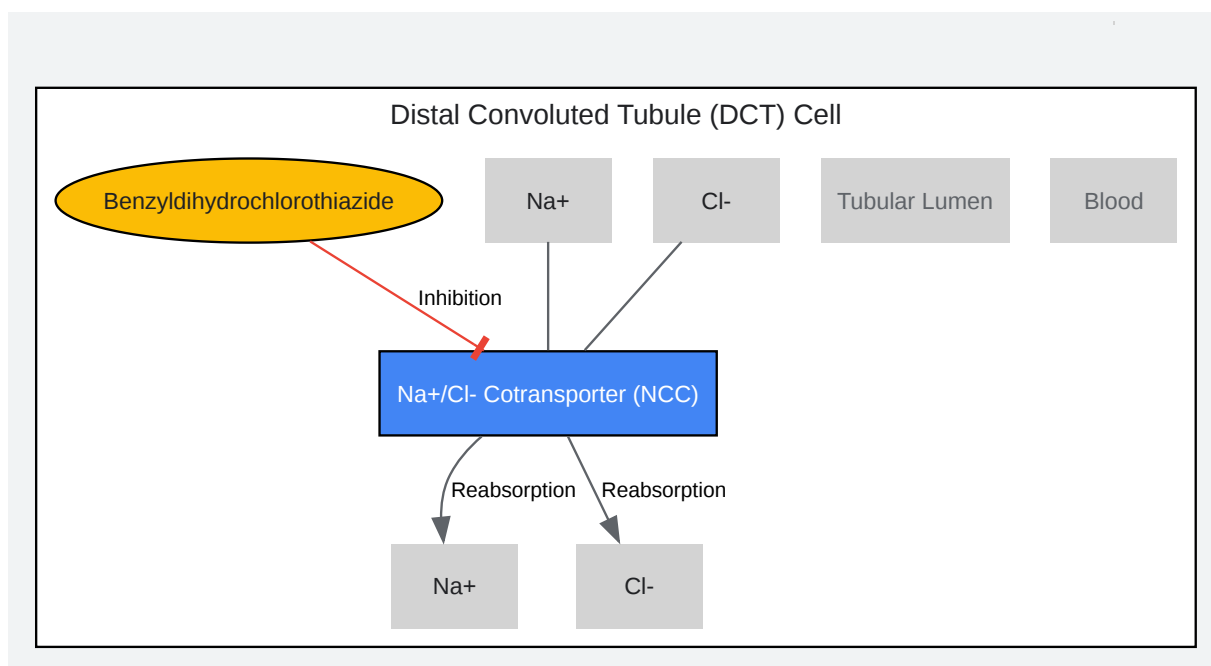 Distal Convoluted Tubule (DCT) Cell
Benzyldihydrochlorothiazide
Na+
Cl-
Tubular Lumen
Blood
Inhibition
Na+/Cl- Cotransporter (NCC)
Reabsorption
Reabsorption
Na+
Cl-